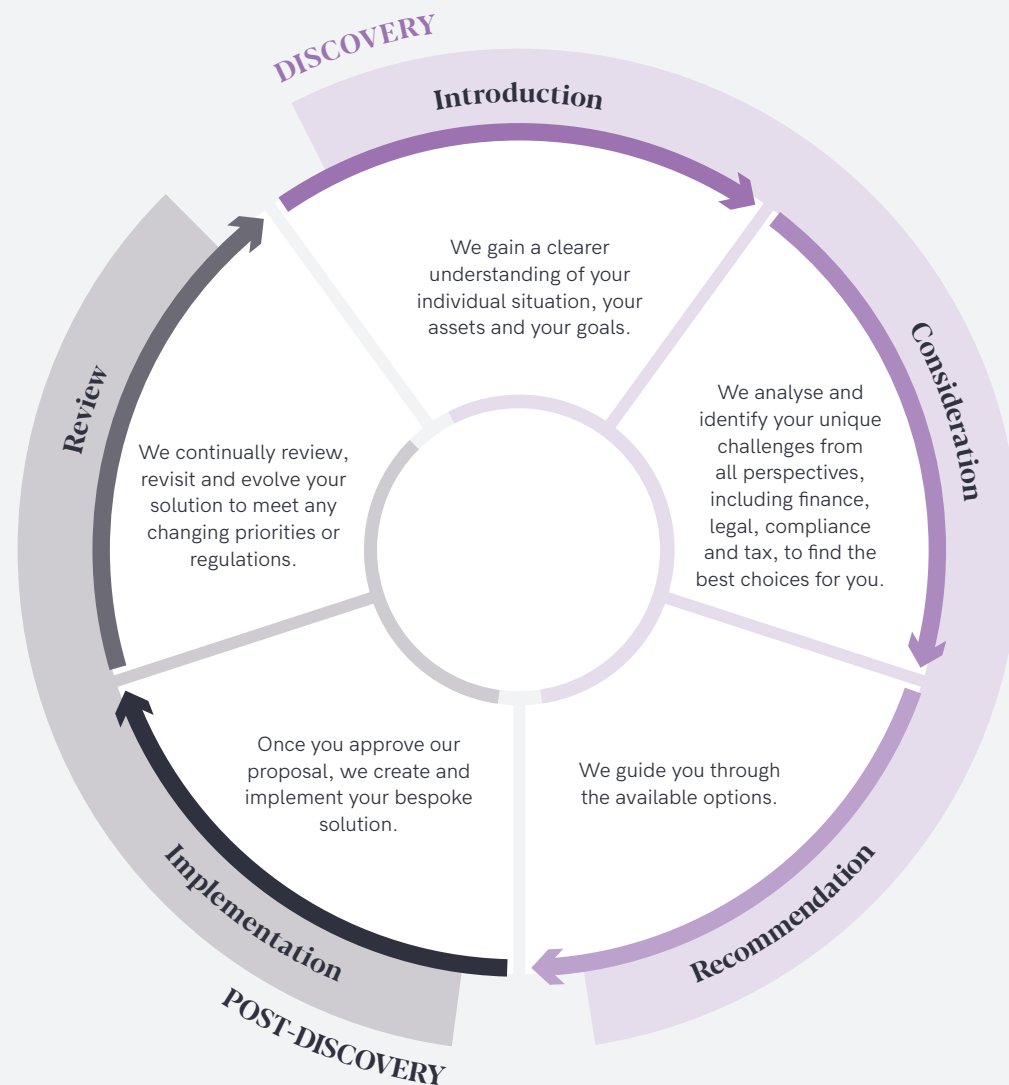 DISCOVERY
Introduction
We gain a clearer
understanding of your
individual situation, your
assets and your goals.
Consideration
We analyse and
identify your unique
challenges from
all perspectives,
including finance,
legal, compliance
and tax, to find the
best choices for you.
Recommendation
We guide you through
the available options.
POST-DISCOVERY
Implementation
Once you approve our
proposal, we create and
implement your bespoke
solution.
Review
We continually review,
revisit and evolve your
solution to meet any
changing priorities or
regulations.